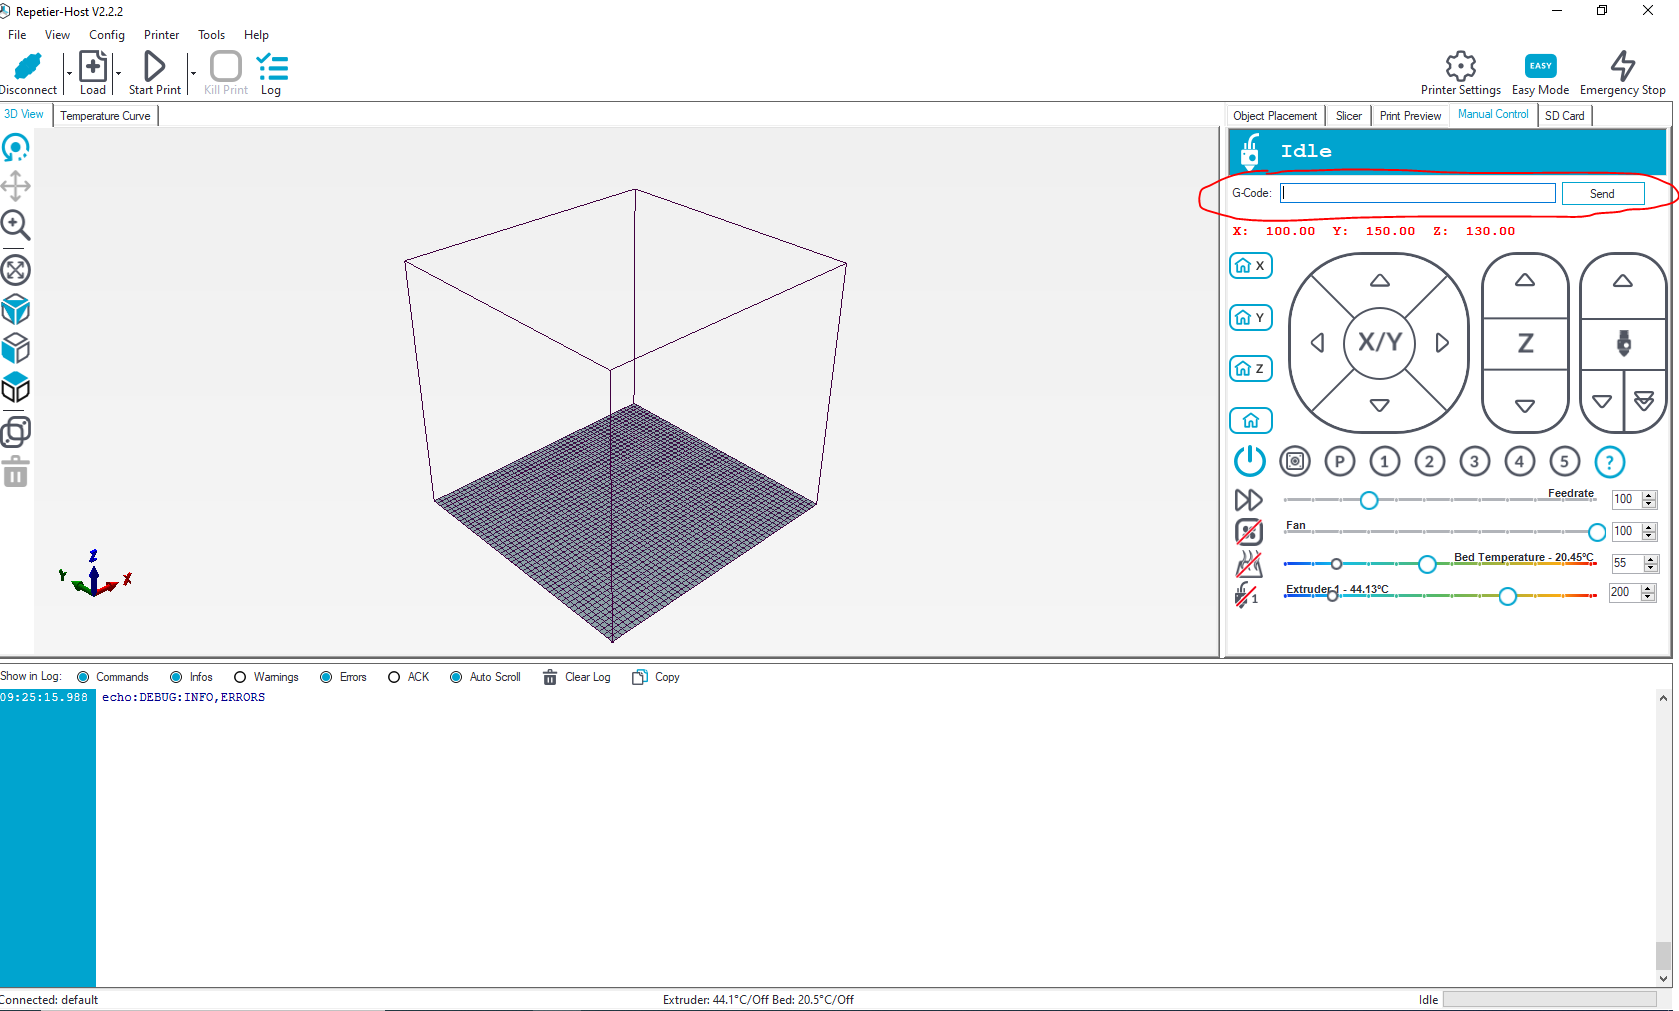 Repetier-Host V2.2.2
File View Config Printer Tools Help
Disconnect Load Start Print Kill Print Log EASY Printer Settings Easy Mode Emergency Stop
3D View Temperature Curve Object Placement Slicer Print Preview Manual Control SD Card
Idle
G-Code: Send
X: 100.00 Y: 150.00 Z: 130.00
X
Y
X/Y Z
Z
P 1 2 3 4 5 ?
Feedrate 100
Fan 100
Bed Temperature - 20.45°C 55
Extruder 1 - 44.13°C 200
1
Z
Y X
Show in Log: Commands Infos Warnings Errors ACK Auto Scroll Clear Log Copy
09:25:15.988 echo:DEBUG:INFO,ERRORS
Connected: default Extruder: 44.1°C/Off Bed: 20.5°C/Off Idle